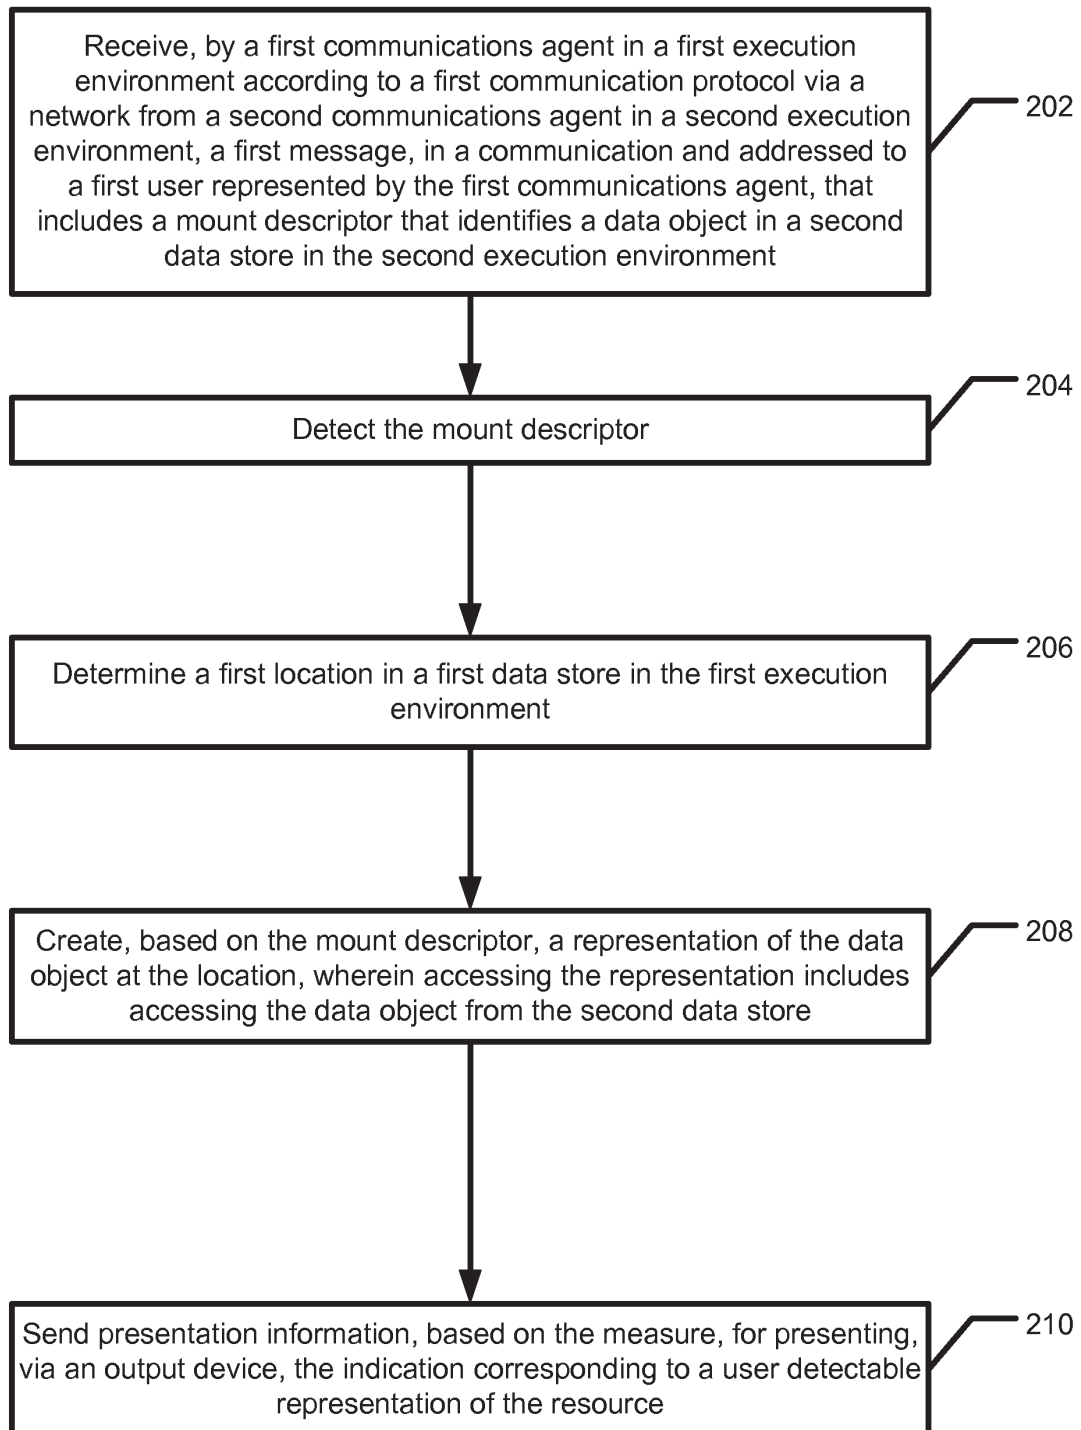 Receive, by a first communications agent in a first execution
environment according to a first communication protocol via a
network from a second communications agent in a second execution
environment, a first message, in a communication and addressed to
a first user represented by the first communications agent, that
includes a mount descriptor that identifies a data object in a second
data store in the second execution environment
202
Detect the mount descriptor
204
Determine a first location in a first data store in the first execution
environment
206
Create, based on the mount descriptor, a representation of the data
object at the location, wherein accessing the representation includes
accessing the data object from the second data store
208
Send presentation information, based on the measure, for presenting,
via an output device, the indication corresponding to a user detectable
representation of the resource
210